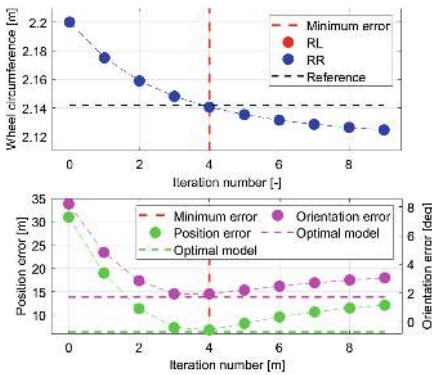 Wheel circumference [m]
2.2
2.18
2.16
2.14
2.12
Minimum error
RL
RR
Reference
0 2 4 6 8
Iteration number [-]
Position error [m]
35
30
25
20
15
10
Minimum error
Position error
Optimal model
Orientation error
Optimal model
8
6
4
2
0
Orientation error [deg]
0 2 4 6 8
Iteration number [m]